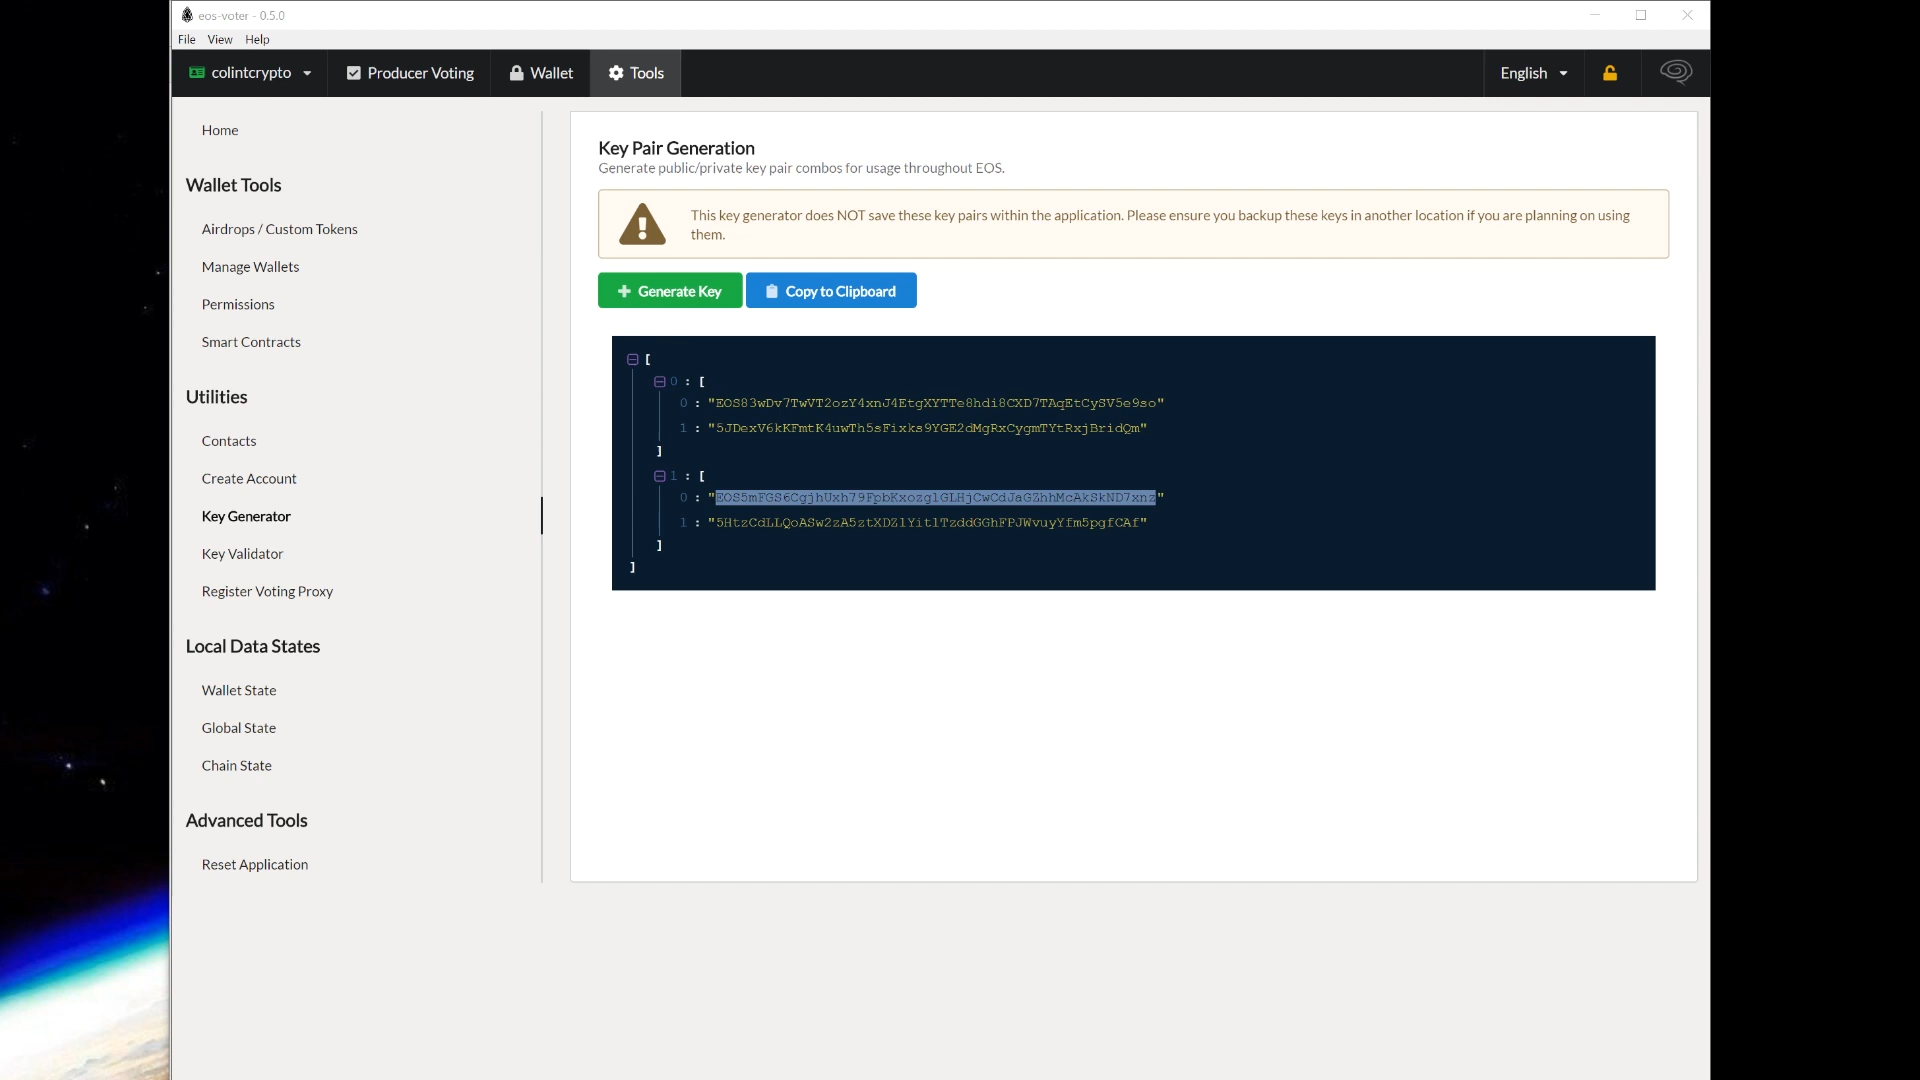 eos-voter - 0.5.0
File View Help
colintcrypto Producer Voting Wallet Tools English
Home
Wallet Tools
Airdrops / Custom Tokens
Manage Wallets
Permissions
Smart Contracts
Utilities
Contacts
Create Account
Key Generator
Key Validator
Register Voting Proxy
Local Data States
Wallet State
Global State
Chain State
Advanced Tools
Reset Application
Key Pair Generation
Generate public/private key pair combos for usage throughout EOS.
This key generator does NOT save these key pairs within the application. Please ensure you backup these keys in another location if you are planning on using
them.
Generate Key Copy to Clipboard
[
0 : [
0 : "EOS83wDv7TwVT2ozY4xnJ4EtgXYTTe8hdi8CXD7TAqEtCySV5e9so"
1 : "5JDexV6kKFmtK4uwTh5sFixks9YGE2dMgRxCygmTYtRxjBridQm"
]
1 : [
0 : "EOS5mFGS6CgjhUxh79FpbKxozg1GLHjCwCdJaGZhhMcAkSkND7xnz"
1 : "5HtzCdLLQoASw2zA5ztXDZ1Yit1TzddGGhFPJWvuyYfm5pgfCAf"
]
]